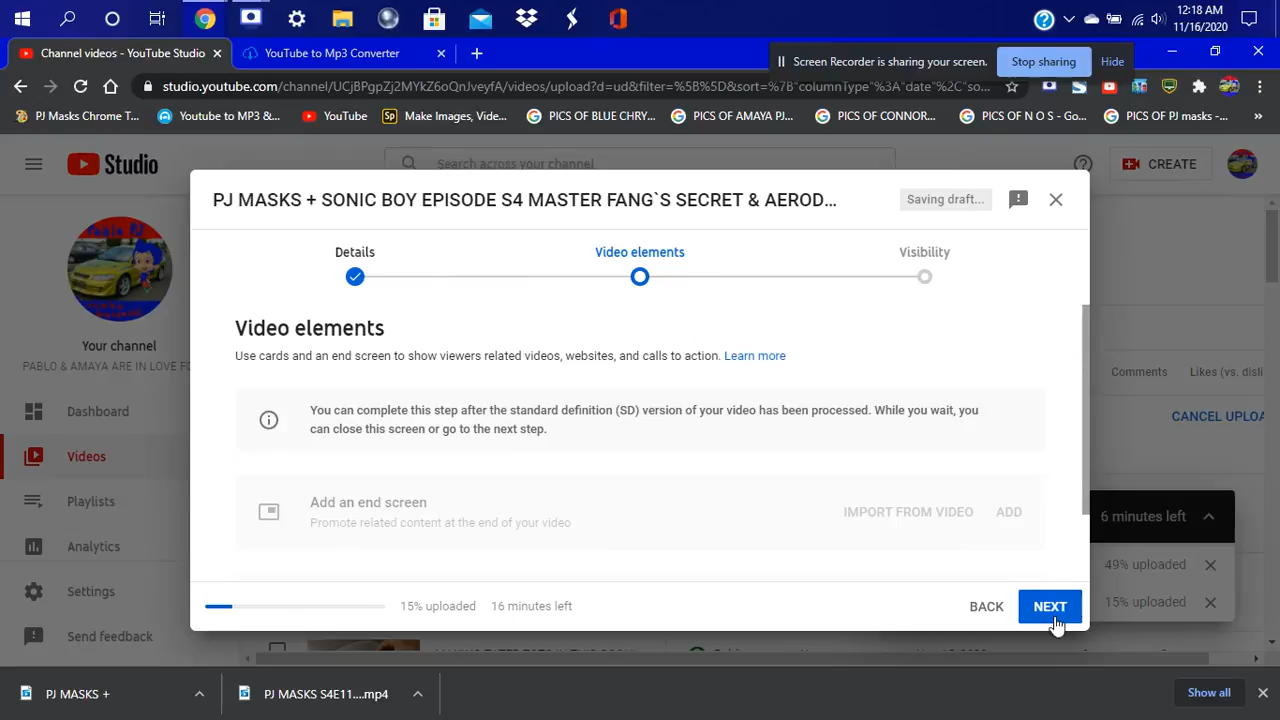 12:18 AM
11/16/2020
Channel videos - YouTube Studio
YouTube to Mp3 Converter
Screen Recorder is sharing your screen.
Stop sharing
Hide
studio.youtube.com/channel/UCjBPgpZj2MYkZ6oQnJveyfA/videos/upload?d=ud&filter=%5B%5D&sort=%7B"columnType"%3A"date"%2C"so...
PJ Masks Chrome T...
Youtube to MP3 &...
YouTube
Sp
Make Images, Vide...
PICS OF BLUE CHRY...
PICS OF AMAYA PJ...
PICS OF CONNOR...
PICS OF N O S - Go...
PICS OF PJ masks -...
»
Studio
Search across your channel
CREATE
PJ MASKS + SONIC BOY EPISODE S4 MASTER FANG`S SECRET & AEROD...
Saving draft...
Details
Video elements
Visibility
Pablo PJ
Video elements
Use cards and an end screen to show viewers related videos, websites, and calls to action. Learn more
Your channel
PABLO & AMAYA ARE IN LOVE FO
Comments
Likes (vs. disli
You can complete this step after the standard definition (SD) version of your video has been processed. While you wait, you
can close this screen or go to the next step.
Dashboard
CANCEL UPLOA
Videos
Playlists
Add an end screen
Promote related content at the end of your video
IMPORT FROM VIDEO
ADD
6 minutes left
Analytics
49% uploaded
Settings
15% uploaded
15% uploaded
16 minutes left
BACK
NEXT
Send feedback
PJ MASKS +
PJ MASKS S4E11....mp4
Show all